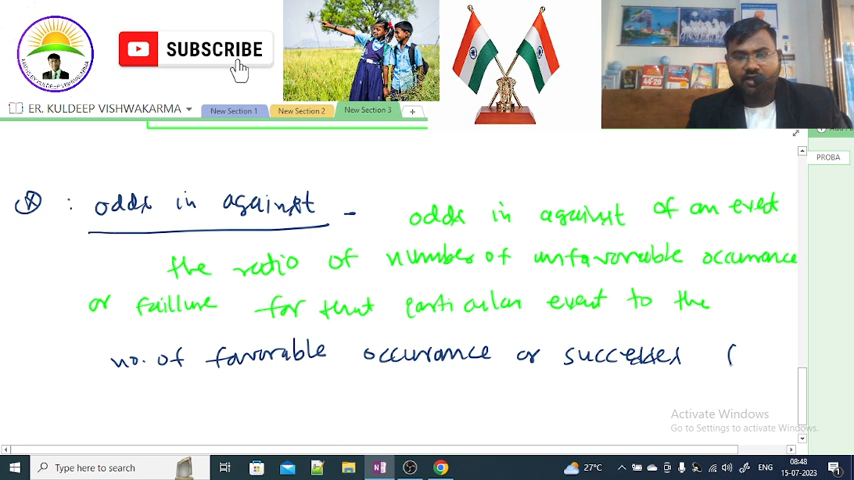 SUBSCRIBE
ER. KULDEEP VISHWAKARMA
New Section 1
New Section 2
New Section 3
PROBA
odds in against - odds in against of an event
the ratio of number of unfavorable occurrance
or faillure for that particular event to the
no. of favorable occurance or successes (
Activate Windows
Go to Settings to activate Windows.
Type here to search
27°C
ENG
08:48
15-07-2023